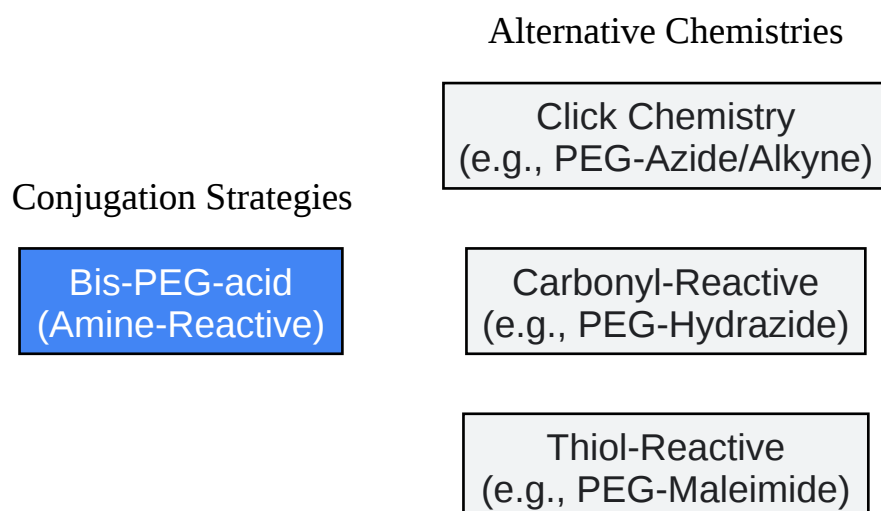 Alternative Chemistries
Click Chemistry
(e.g., PEG-Azide/Alkyne)
Conjugation Strategies
Bis-PEG-acid
(Amine-Reactive)
Carbonyl-Reactive
(e.g., PEG-Hydrazide)
Thiol-Reactive
(e.g., PEG-Maleimide)